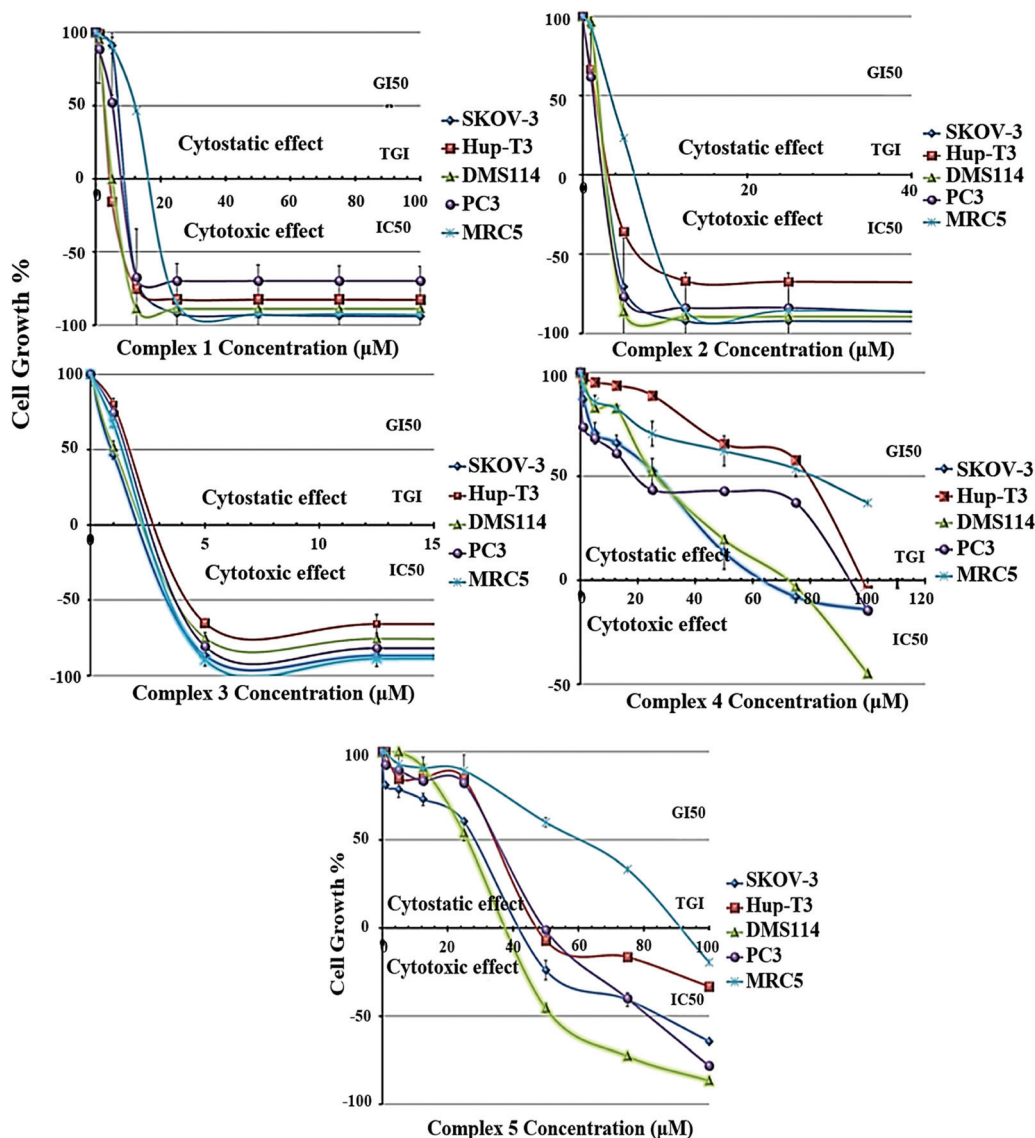 Cell Growth %
100
50
0
-50
-100
GI50
Cytostatic effect
TGI
0 20 40 60 80 100
Cytotoxic effect
IC50
Complex 1 Concentration (µM)
SKOV-3
Hup-T3
DMS114
PC3
MRC5
100
50
0
-50
-100
GI50
Cytostatic effect
TGI
0 20 40
Cytotoxic effect
IC50
Complex 2 Concentration (µM)
SKOV-3
Hup-T3
DMS114
PC3
MRC5
100
50
0
-50
-100
GI50
Cytostatic effect
TGI
0 5 10 15
Cytotoxic effect
IC50
Complex 3 Concentration (µM)
SKOV-3
Hup-T3
DMS114
PC3
MRC5
100
50
0
-50
GI50
Cytostatic effect
TGI
0 20 40 60 80 100 120
Cytotoxic effect
IC50
Complex 4 Concentration (µM)
SKOV-3
Hup-T3
DMS114
PC3
MRC5
Cell Growth %
100
50
0
-50
-100
GI50
Cytostatic effect
TGI
0 20 40 60 80 100
Cytotoxic effect
IC50
Complex 5 Concentration (µM)
SKOV-3
Hup-T3
DMS114
PC3
MRC5